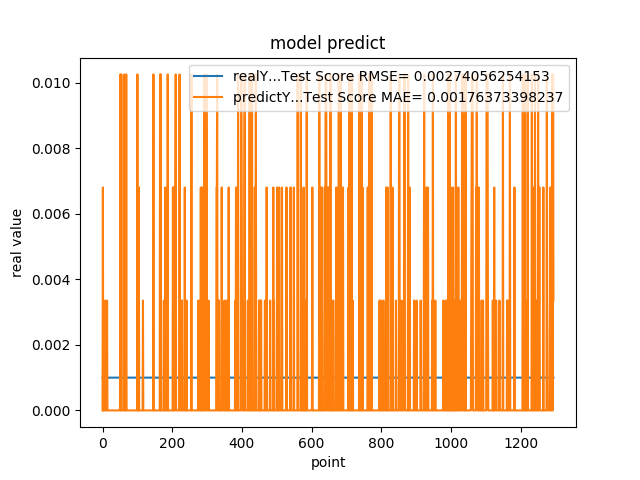 model predict
realY...Test Score RMSE= 0.00274056254153
predictY...Test Score MAE= 0.00176373398237
0.010
0.008
0.006
0.004
0.002
0.000
real value
0 200 400 600 800 1000 1200
point